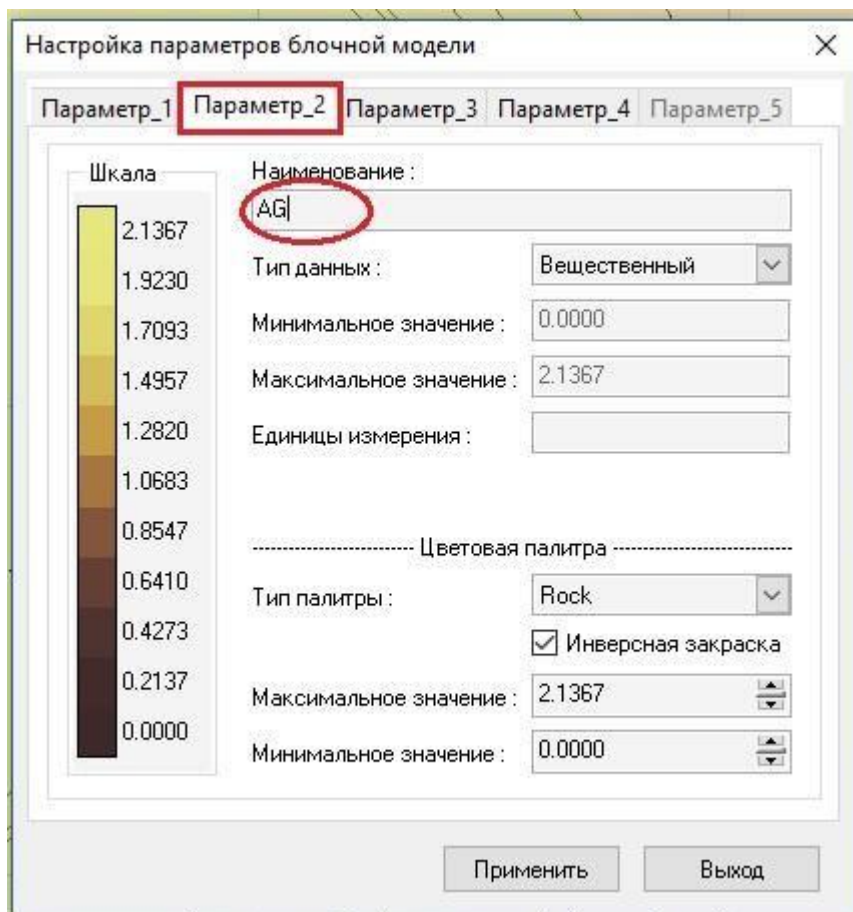 Настройка параметров блочной модели
Параметр_1 Параметр_2 Параметр_3 Параметр_4 Параметр_5
Шкала
2.1367
1.9230
1.7093
1.4957
1.2820
1.0683
0.8547
0.6410
0.4273
0.2137
0.0000
Наименование :
AG
Тип данных : Вещественный
Минимальное значение : 0.0000
Максимальное значение : 2.1367
Единицы измерения :
Цветовая палитра
Тип палитры : Rock
Инверсная закраска
Максимальное значение : 2.1367
Минимальное значение : 0.0000
Применить Выход